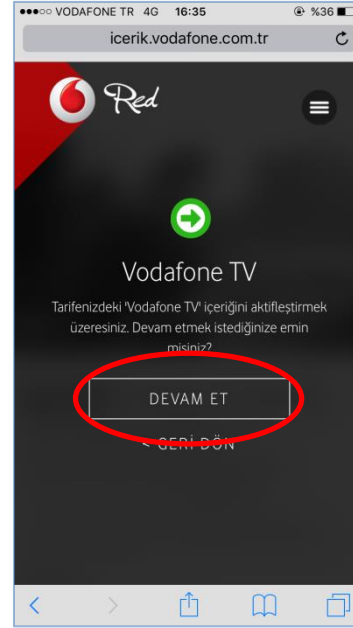 VODAFONE TR 4G 16:35 %36
icerik.vodafone.com.tr
Red
Vodafone TV
Tarifenizdeki 'Vodafone TV' içeriğini aktifleştirmek
üzeresiniz. Devam etmek istediğinize emin
misiniz?
DEVAM ET
< GERİ DÖN